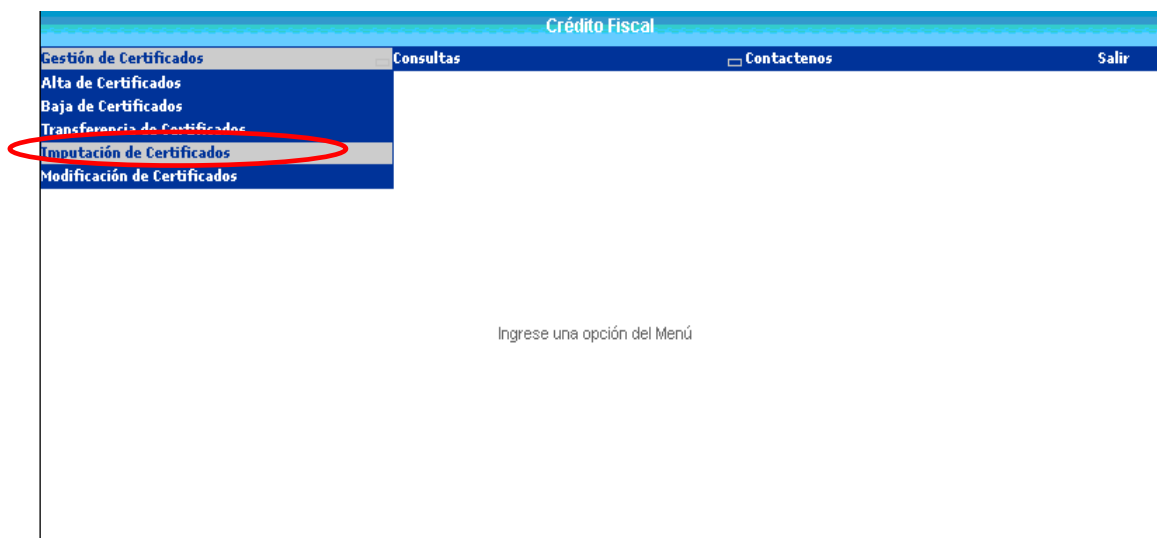 Crédito Fiscal
Gestión de Certificados Consultas Contactenos Salir
Alta de Certificados
Baja de Certificados
Transferencia de Certificados
Imputación de Certificados
Modificación de Certificados
Ingrese una opción del Menú